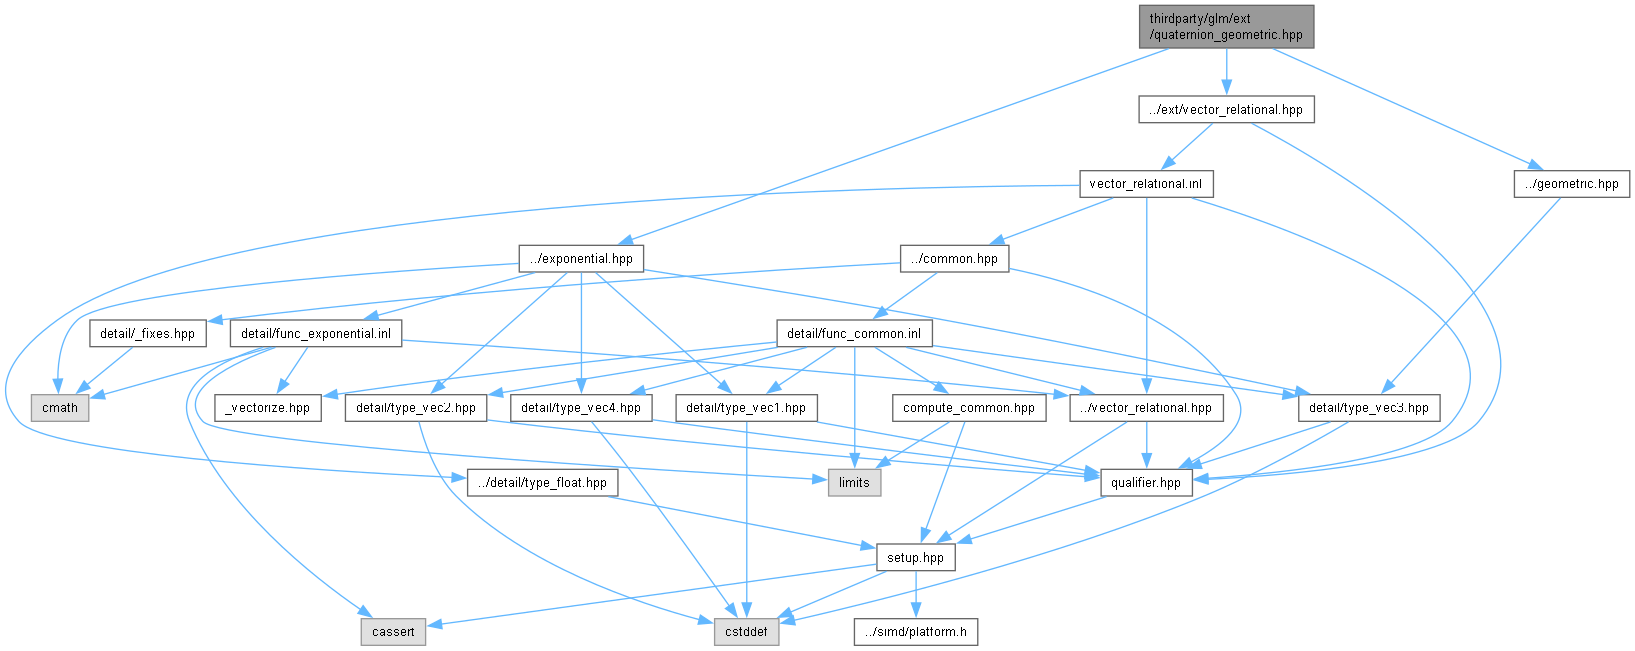 thirdparty/glm/ext
/quaternion_geometric.hpp
../ext/vector_relational.hpp
vector_relational.inl
../geometric.hpp
../exponential.hpp
../common.hpp
detail/_fixes.hpp
detail/func_exponential.inl
detail/func_common.inl
cmath
_vectorize.hpp
detail/type_vec2.hpp
detail/type_vec4.hpp
detail/type_vec1.hpp
compute_common.hpp
../vector_relational.hpp
detail/type_vec3.hpp
../detail/type_float.hpp
limits
qualifier.hpp
setup.hpp
cassert
cstddef
../simd/platform.h